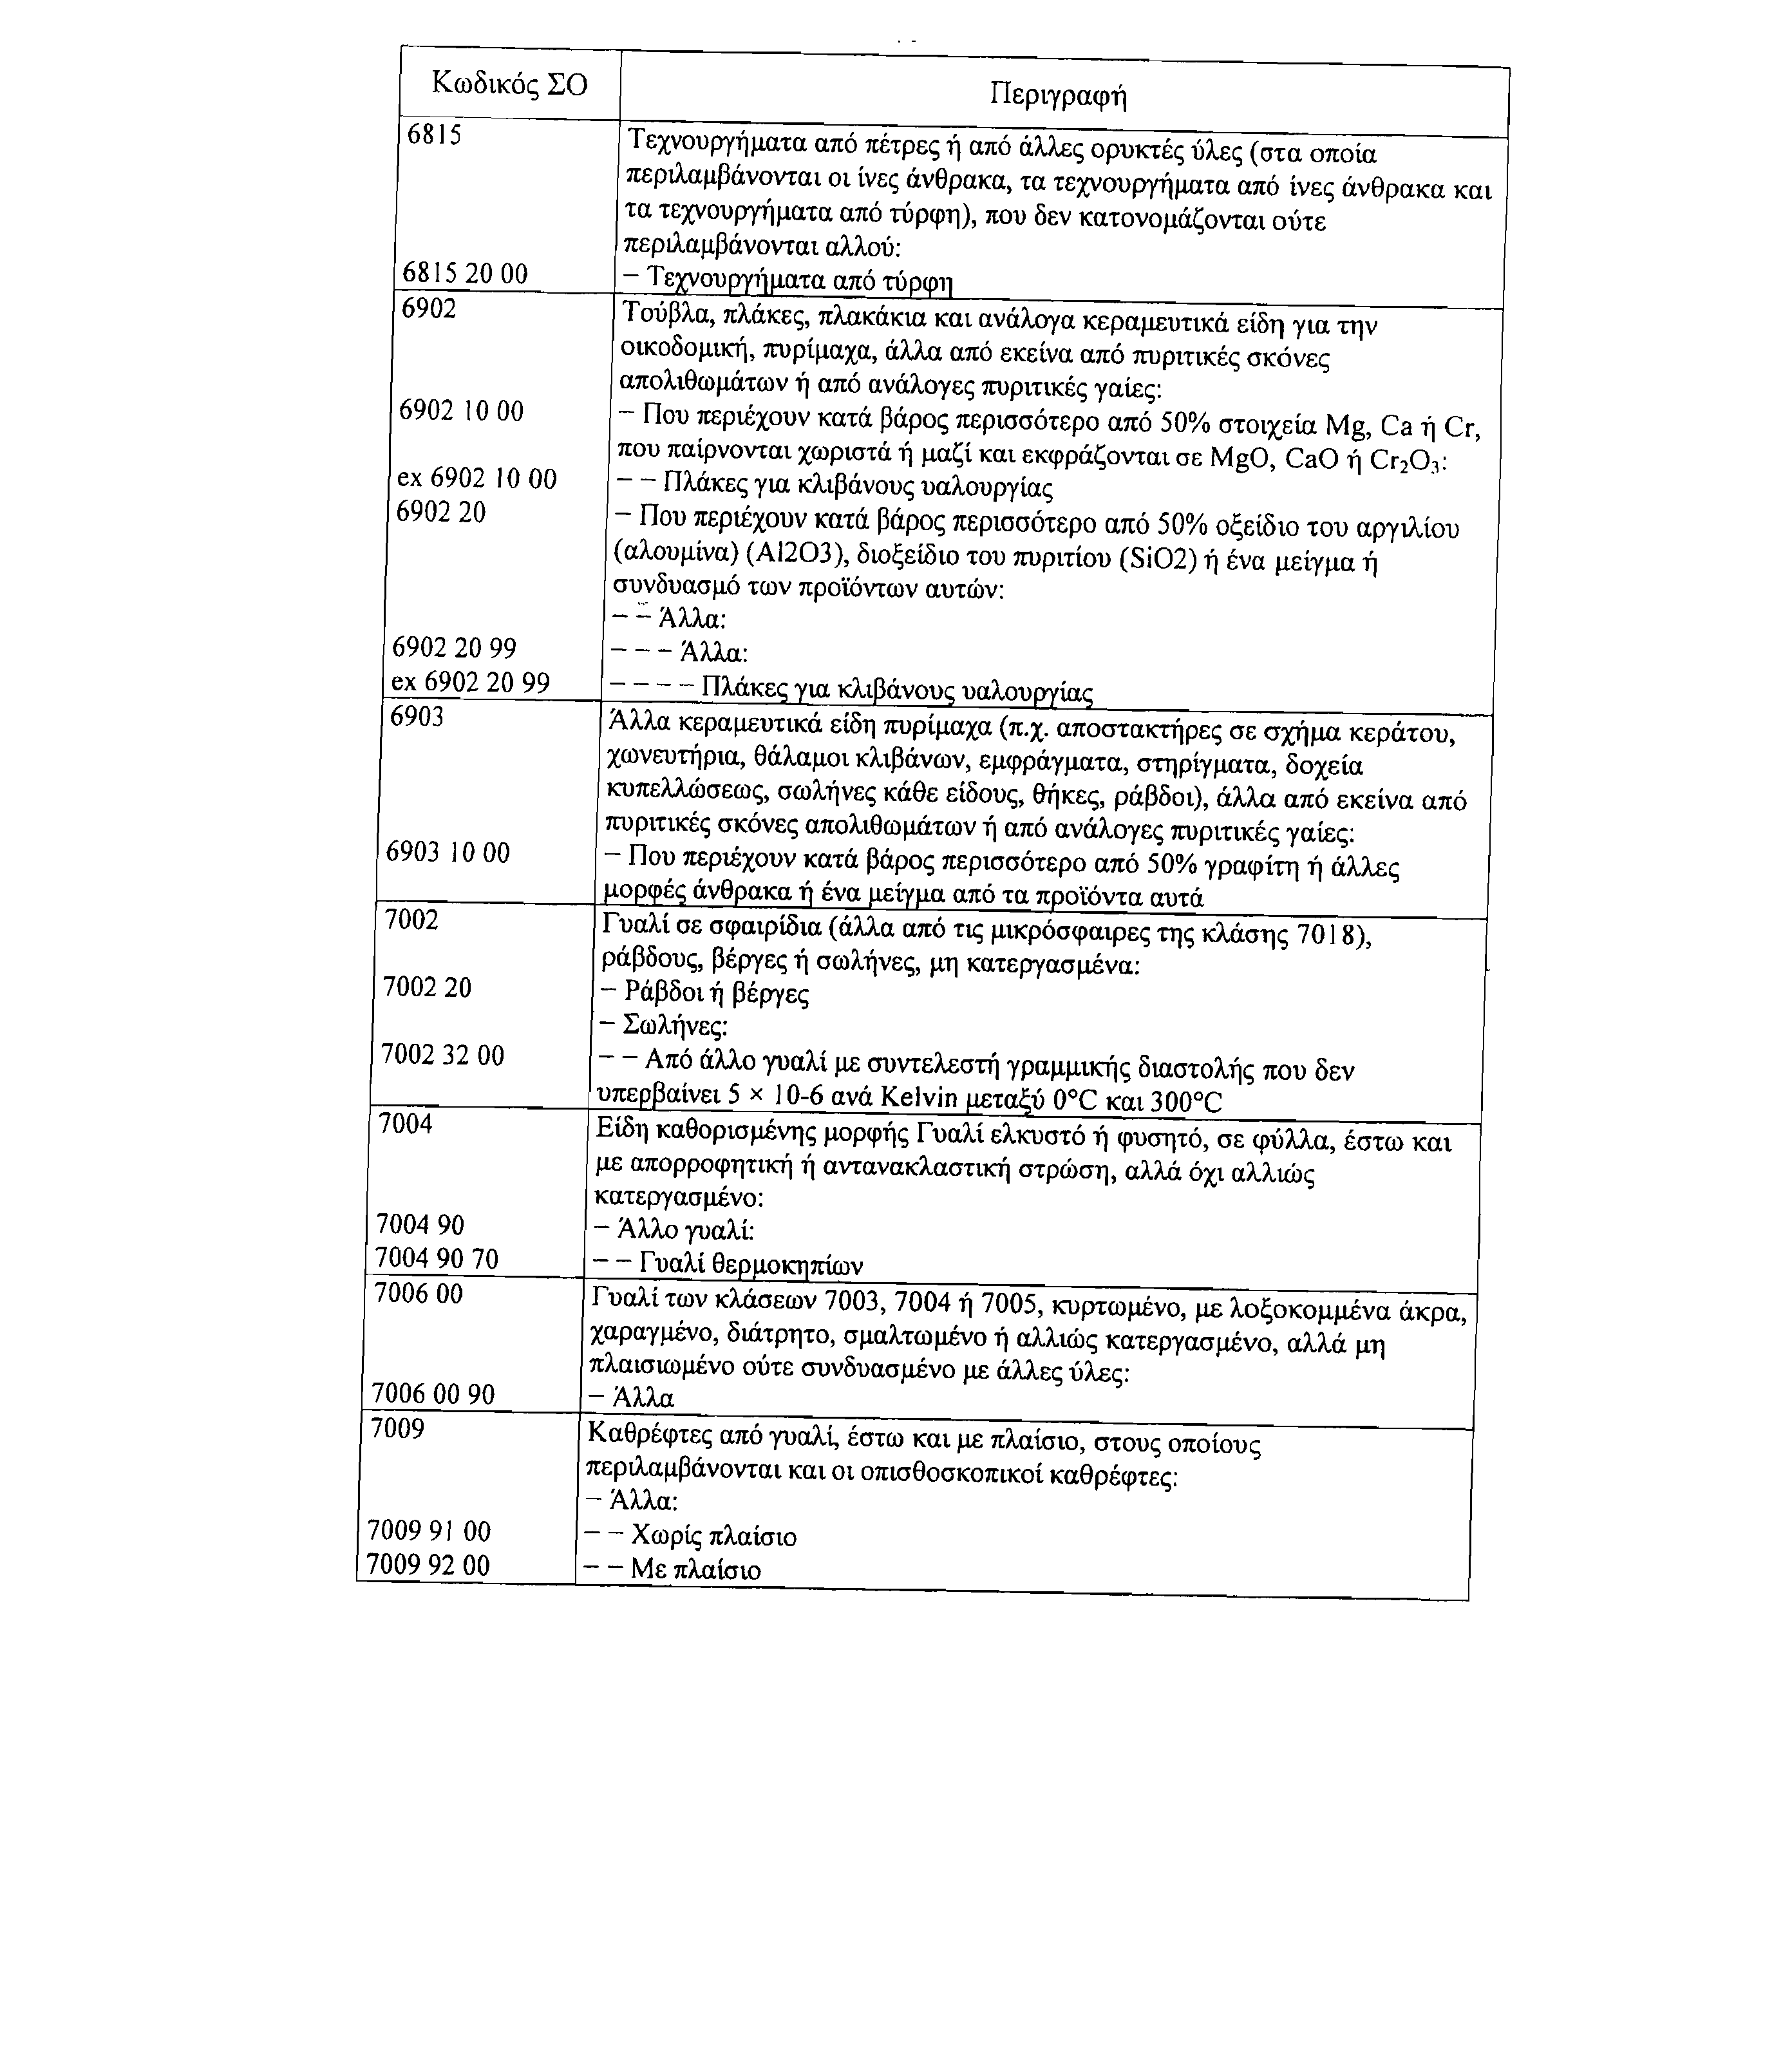 Κωδικός ΣΟ Περιγραφή
6815 Τεχνουργήματα από πέτρες ή από άλλες ορυκτές ύλες (στα οποία
περιλαμβάνονται οι ίνες άνθρακα, τα τεχνουργήματα από ίνες άνθρακα και
τα τεχνουργήματα από τύρφη), που δεν κατονομάζονται ούτε
περιλαμβάνονται αλλού:
6815 20 00 – Τεχνουργήματα από τύρφη
6902 Τούβλα, πλάκες, πλακάκια και ανάλογα κεραμευτικά είδη για την
οικοδομική, πυρίμαχα, άλλα από εκείνα από πυριτικές σκόνες
απολιθωμάτων ή από ανάλογες πυριτικές γαίες:
6902 10 00 – Που περιέχουν κατά βάρος περισσότερο από 50% στοιχεία Mg, Ca ή Cr,
που παίρνονται χωριστά ή μαζί και εκφράζονται σε MgO, CaO ή Cr₂O₃:
ex 6902 10 00 – – Πλάκες για κλιβάνους υαλουργίας
6902 20 – Που περιέχουν κατά βάρος περισσότερο από 50% οξείδιο του αργιλίου
(αλουμίνα) (Al2O3), διοξείδιο του πυριτίου (SiO2) ή ένα μείγμα ή
συνδυασμό των προϊόντων αυτών:
– – Άλλα:
6902 20 99 – – – Άλλα:
ex 6902 20 99 – – – – Πλάκες για κλιβάνους υαλουργίας
6903 Άλλα κεραμευτικά είδη πυρίμαχα (π.χ. αποστακτήρες σε σχήμα κεράτου,
χωνευτήρια, θάλαμοι κλιβάνων, εμφράγματα, στηρίγματα, δοχεία
κυπελλώσεως, σωλήνες κάθε είδους, θήκες, ράβδοι), άλλα από εκείνα από
πυριτικές σκόνες απολιθωμάτων ή από ανάλογες πυριτικές γαίες:
6903 10 00 – Που περιέχουν κατά βάρος περισσότερο από 50% γραφίτη ή άλλες
μορφές άνθρακα ή ένα μείγμα από τα προϊόντα αυτά
7002 Γυαλί σε σφαιρίδια (άλλα από τις μικρόσφαιρες της κλάσης 7018),
ράβδους, βέργες ή σωλήνες, μη κατεργασμένα:
7002 20 – Ράβδοι ή βέργες
– Σωλήνες:
7002 32 00 – – Από άλλο γυαλί με συντελεστή γραμμικής διαστολής που δεν
υπερβαίνει 5 × 10-6 ανά Kelvin μεταξύ 0°C και 300°C
7004 Είδη καθορισμένης μορφής Γυαλί ελκυστό ή φυσητό, σε φύλλα, έστω και
με απορροφητική ή αντανακλαστική στρώση, αλλά όχι αλλιώς
κατεργασμένο:
7004 90 – Άλλο γυαλί:
7004 90 70 – – Γυαλί θερμοκηπίων
7006 00 Γυαλί των κλάσεων 7003, 7004 ή 7005, κυρτωμένο, με λοξοκομμένα άκρα,
χαραγμένο, διάτρητο, σμαλτωμένο ή αλλιώς κατεργασμένο, αλλά μη
πλαισιωμένο ούτε συνδυασμένο με άλλες ύλες:
7006 00 90 – Άλλα
7009 Καθρέφτες από γυαλί, έστω και με πλαίσιο, στους οποίους
περιλαμβάνονται και οι οπισθοσκοπικοί καθρέφτες:
– Άλλα:
7009 91 00 – – Χωρίς πλαίσιο
7009 92 00 – – Με πλαίσιο